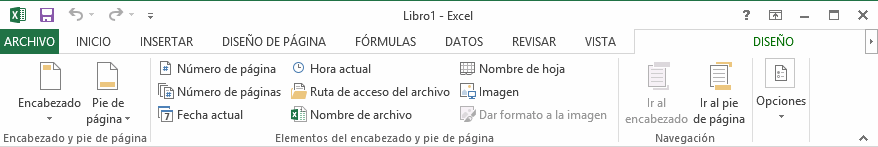 Libro1 - Excel
ARCHIVO INICIO INSERTAR DISEÑO DE PÁGINA FÓRMULAS DATOS REVISAR VISTA DISEÑO
Encabezado
Pie de
página
Encabezado y pie de página
Número de página
Número de páginas
Fecha actual
Hora actual
Ruta de acceso del archivo
Nombre de archivo
Nombre de hoja
Imagen
Dar formato a la imagen
Elementos del encabezado y pie de página
Ir al
encabezado
Ir al pie
de página
Navegación
Opciones